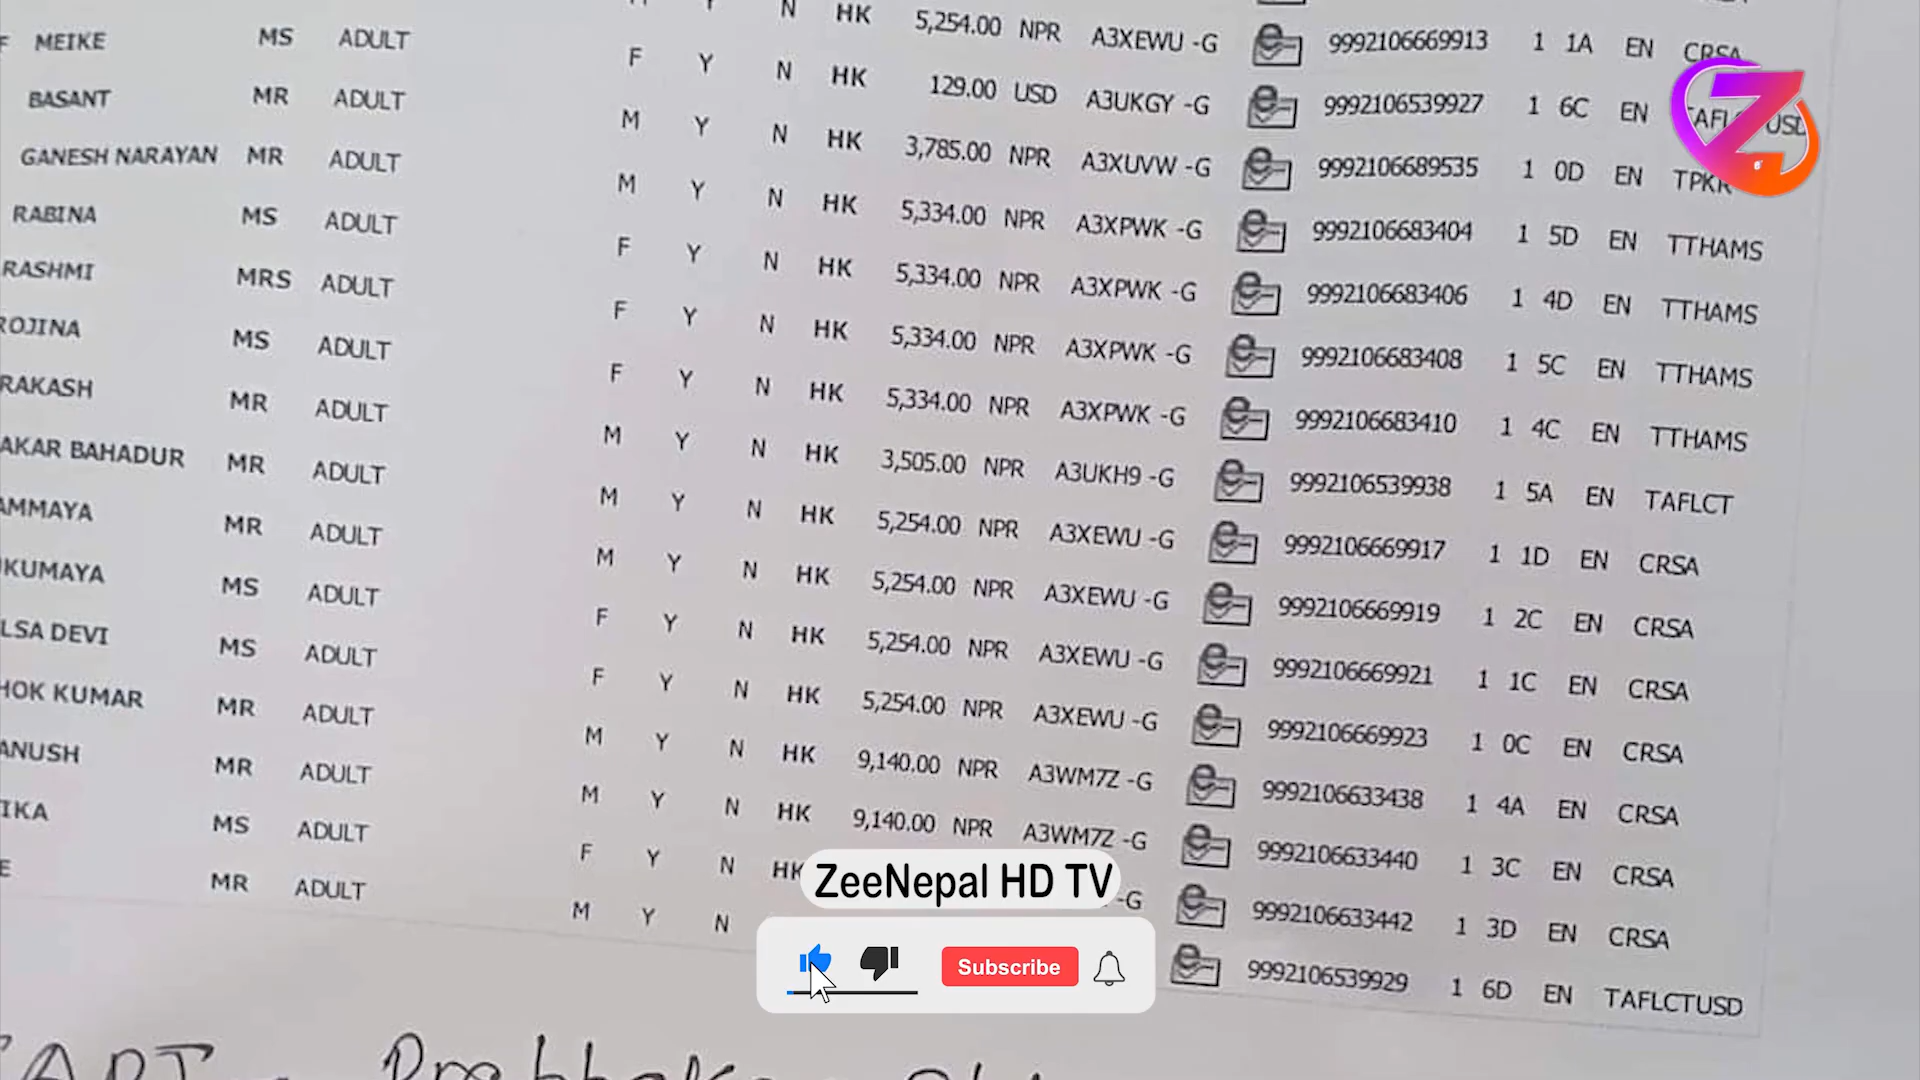 N HK 5,254.00 NPR A3XEWU -G 9992106669913 1 1A EN CRSA
MEIKE MS ADULT F Y N HK 129.00 USD A3UKGY -G 9992106539927 1 6C EN
BASANT MR ADULT M Y N HK 3,785.00 NPR A3XUVW -G 9992106689535 1 0D EN TPKR
GANESH NARAYAN MR ADULT M Y N HK 5,334.00 NPR A3XPWK -G 9992106683404 1 5D EN TTHAMS
RABINA MS ADULT F Y N HK 5,334.00 NPR A3XPWK -G 9992106683406 1 4D EN TTHAMS
RASHMI MRS ADULT F Y N HK 5,334.00 NPR A3XPWK -G 9992106683408 1 5C EN TTHAMS
ROJINA MS ADULT F Y N HK 5,334.00 NPR A3XPWK -G 9992106683410 1 4C EN TTHAMS
RAKASH MR ADULT M Y N HK 3,505.00 NPR A3UKH9 -G 9992106539938 1 5A EN TAFLCT
AKAR BAHADUR MR ADULT M Y N HK 5,254.00 NPR A3XEWU -G 9992106669917 1 1D EN CRSA
AMMAYA MR ADULT M Y N HK 5,254.00 NPR A3XEWU -G 9992106669919 1 2C EN CRSA
KUMAYA MS ADULT F Y N HK 5,254.00 NPR A3XEWU -G 9992106669921 1 1C EN CRSA
LSA DEVI MS ADULT F Y N HK 5,254.00 NPR A3XEWU -G 9992106669923 1 0C EN CRSA
HOK KUMAR MR ADULT M Y N HK 9,140.00 NPR A3WM7Z -G 9992106633438 1 4A EN CRSA
ANUSH MR ADULT M Y N HK 9,140.00 NPR A3WM7Z -G 9992106633440 1 3C EN CRSA
IKA MS ADULT F Y N HK -G 9992106633442 1 3D EN CRSA
E MR ADULT M Y N 9992106539929 1 6D EN TAFLCTUSD
ZeeNepal HD TV
Subscribe